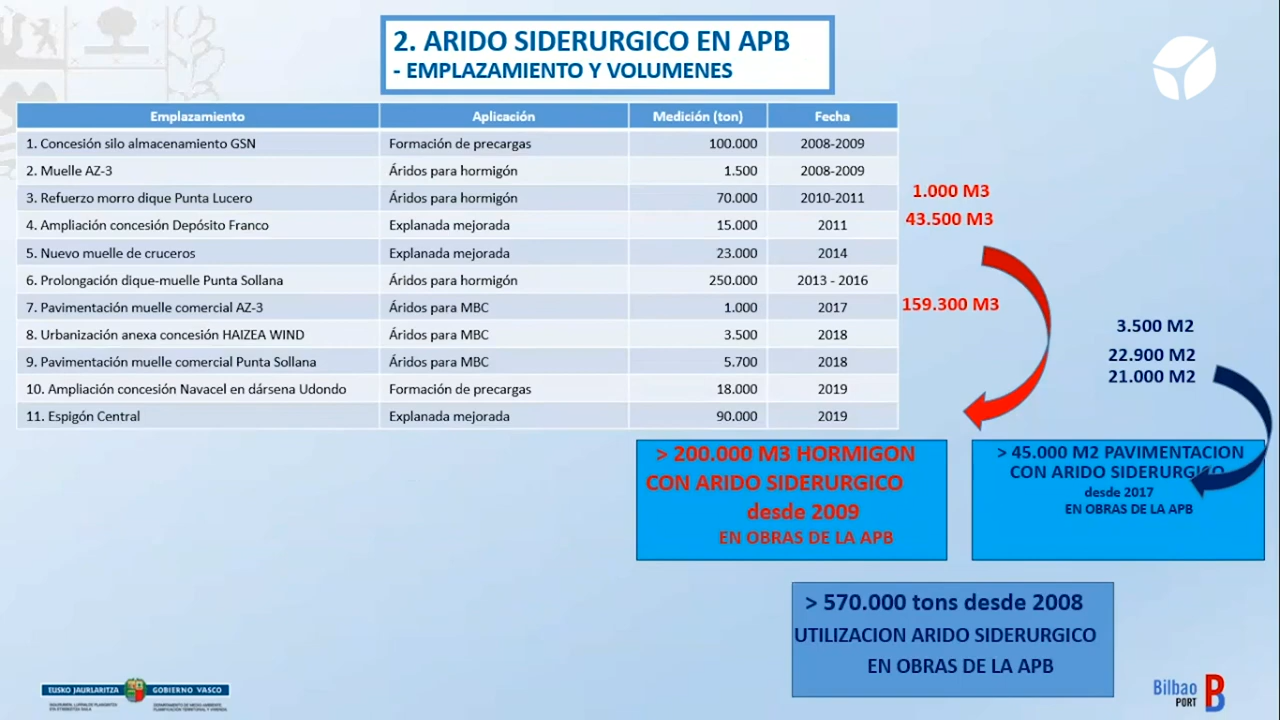 2. ARIDO SIDERURGICO EN APB
- EMPLAZAMIENTO Y VOLUMENES
Emplazamiento Aplicación Medición (ton) Fecha
1. Concesión silo almacenamiento GSN Formación de precargas 100.000 2008-2009
2. Muelle AZ-3 Áridos para hormigón 1.500 2008-2009
3. Refuerzo morro dique Punta Lucero Áridos para hormigón 70.000 2010-2011
4. Ampliación concesión Depósito Franco Explanada mejorada 15.000 2011
5. Nuevo muelle de cruceros Explanada mejorada 23.000 2014
6. Prolongación dique-muelle Punta Sollana Áridos para hormigón 250.000 2013 - 2016
7. Pavimentación muelle comercial AZ-3 Áridos para MBC 1.000 2017
8. Urbanización anexa concesión HAIZEA WIND Áridos para MBC 3.500 2018
9. Pavimentación muelle comercial Punta Sollana Áridos para MBC 5.700 2018
10. Ampliación concesión Navacel en dársena Udondo Formación de precargas 18.000 2019
11. Espigón Central Explanada mejorada 90.000 2019
1.000 M3
43.500 M3
159.300 M3
3.500 M2
22.900 M2
21.000 M2
> 200.000 M3 HORMIGON
CON ARIDO SIDERURGICO
desde 2009
EN OBRAS DE LA APB
> 45.000 M2 PAVIMENTACION
CON ARIDO SIDERURGICO
desde 2017
EN OBRAS DE LA APB
> 570.000 tons desde 2008
UTILIZACION ARIDO SIDERURGICO
EN OBRAS DE LA APB
EUSKO JAURLARITZA GOBIERNO VASCO
Bilbao
PORT